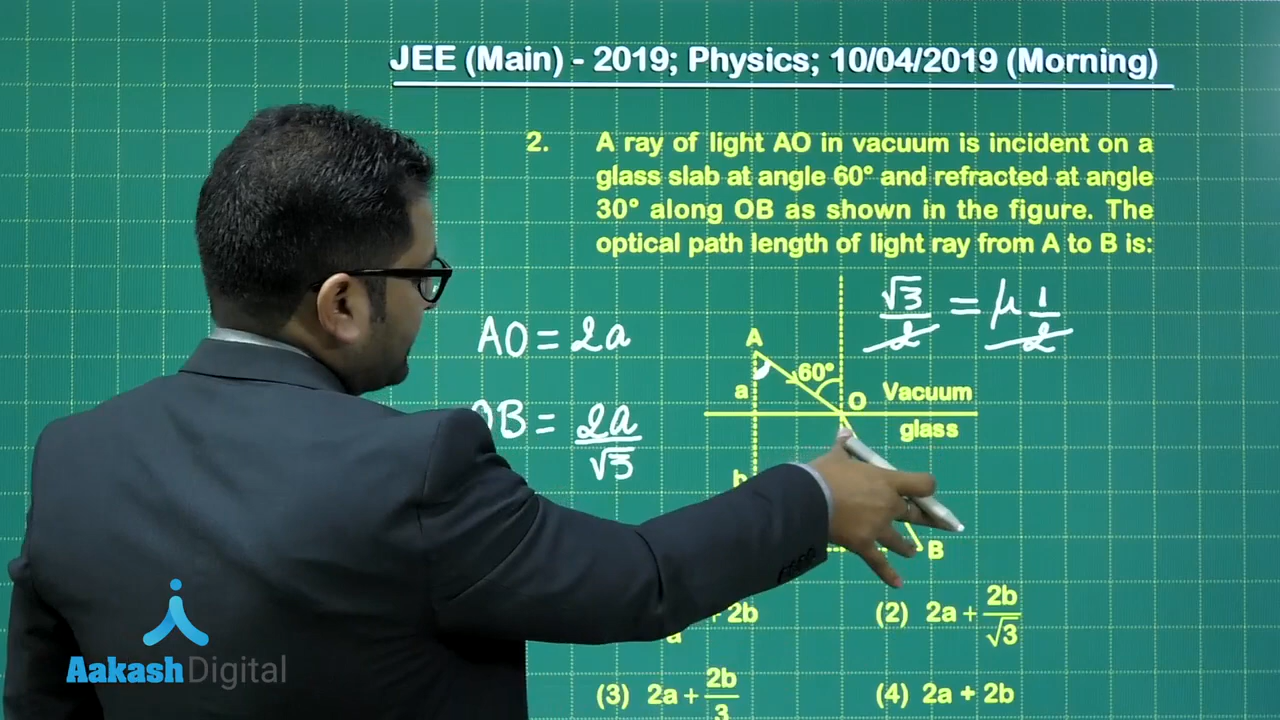 JEE (Main) - 2019; Physics; 10/04/2019 (Morning)
2. A ray of light AO in vacuum is incident on a
glass slab at angle 60° and refracted at angle
30° along OB as shown in the figure. The
optical path length of light ray from A to B is:
√3/2 = μ 1/2
AO = 2a
A
60°
a
O
Vacuum
glass
OB = 2a/√3
b
B
a + 2b
(2) 2a + 2b/√3
(3) 2a + 2b/3
(4) 2a + 2b
Aakash Digital